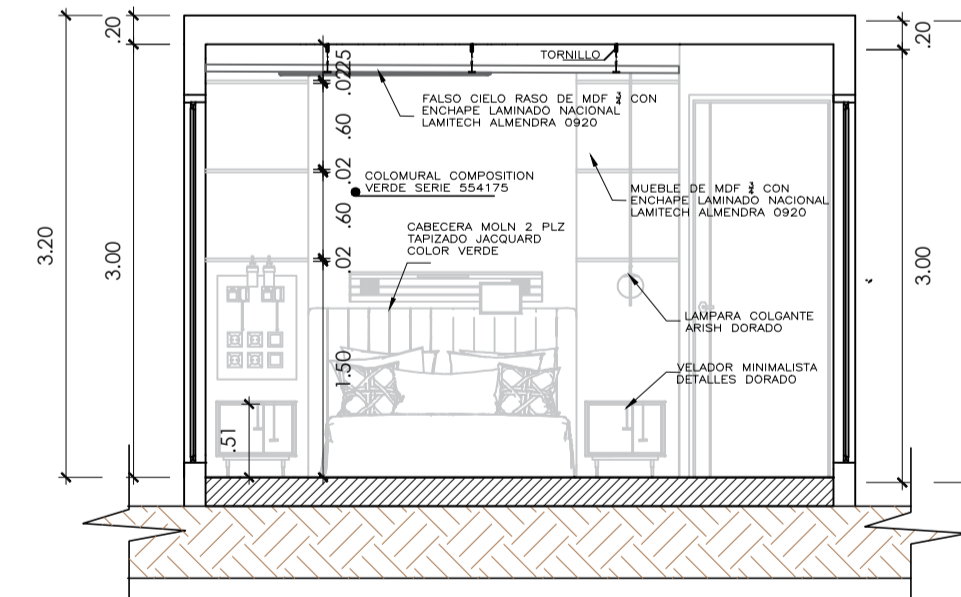 .20
3.20
3.00
.0225
.60
.02
.60
.02
1.50
.51
TORNILLO
FALSO CIELO RASO DE MDF ¾ CON
ENCHAPE LAMINADO NACIONAL
LAMITECH ALMENDRA 0920
COLOMURAL COMPOSITION
VERDE SERIE 554175
CABECERA MOLN 2 PLZ
TAPIZADO JACQUARD
COLOR VERDE
MUEBLE DE MDF ¾ CON
ENCHAPE LAMINADO NACIONAL
LAMITECH ALMENDRA 0920
LAMPARA COLGANTE
ARISH DORADO
VELADOR MINIMALISTA
DETALLES DORADO
.20
3.00